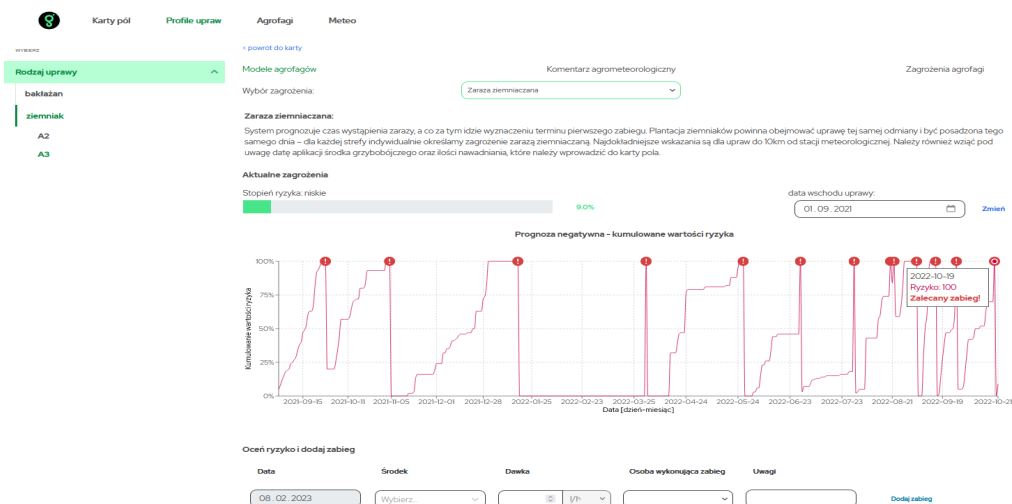 Karty pól Profile upraw Agrofagi Meteo
WYBIERZ
< powrót do karty
Rodzaj uprawy
Modele agrofagów Komentarz agrometeorologiczny Zagrożenia agrofagi
bakłażan
Wybór zagrożenia: Zaraza ziemniaczana
ziemniak
Zaraza ziemniaczana:
System prognozuje czas wystąpienia zarazy, a co za tym idzie wyznaczeniu terminu pierwszego zabiegu. Plantacja ziemniaków powinna obejmować uprawę tej samej odmiany i być posadzona tego
A2
samego dnia - dla każdej strefy indywidualnie określamy zagrożenie zarazą ziemniaczaną. Najdokładniejsze wskazania są dla upraw do 10km od stacji meteorologicznej. Należy również wziąć pod
A3
uwagę datę aplikacji środka grzybobójczego oraz ilości nawadniania, które należy wprowadzić do karty pola.
Aktualne zagrożenia
Stopień ryzyka: niskie
data wschodu uprawy:
9.0%
01.09.2021 Zmień
Prognoza negatywna - kumulowane wartości ryzyka
100%
75%
50%
25%
0%
Kumulowane wartości ryzyka
2022-10-19
Ryzyko: 100
Zalecany zabieg!
2021-09-15 2021-10-11 2021-11-05 2021-12-01 2021-12-28 2022-01-25 2022-02-23 2022-03-25 2022-04-24 2022-05-24 2022-06-23 2022-07-23 2022-08-21 2022-09-19 2022-10-21
Data [dzień-miesiąc]
Oceń ryzyko i dodaj zabieg
Data Środek Dawka Osoba wykonująca zabieg Uwagi
08.02.2023 Wybierz... l/h Dodaj zabieg